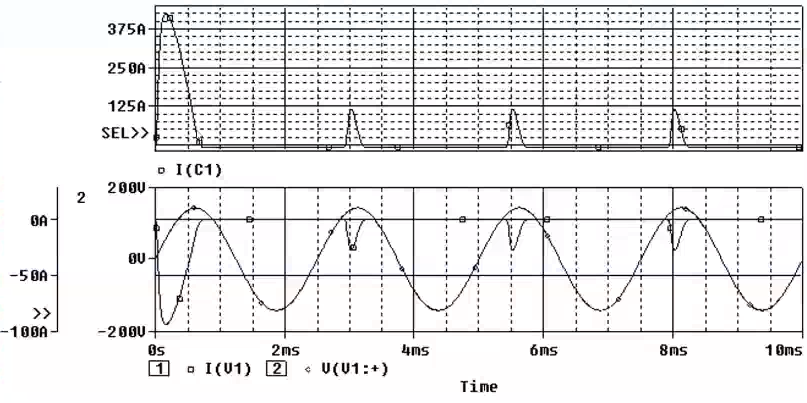 375A
250A
125A
SEL>>
I(C1)
2 200V
0A
0V
-50A
>>
-100A -200V
0s 2ms 4ms 6ms 8ms 10ms
1 I(V1) 2 V(V1:+)
Time